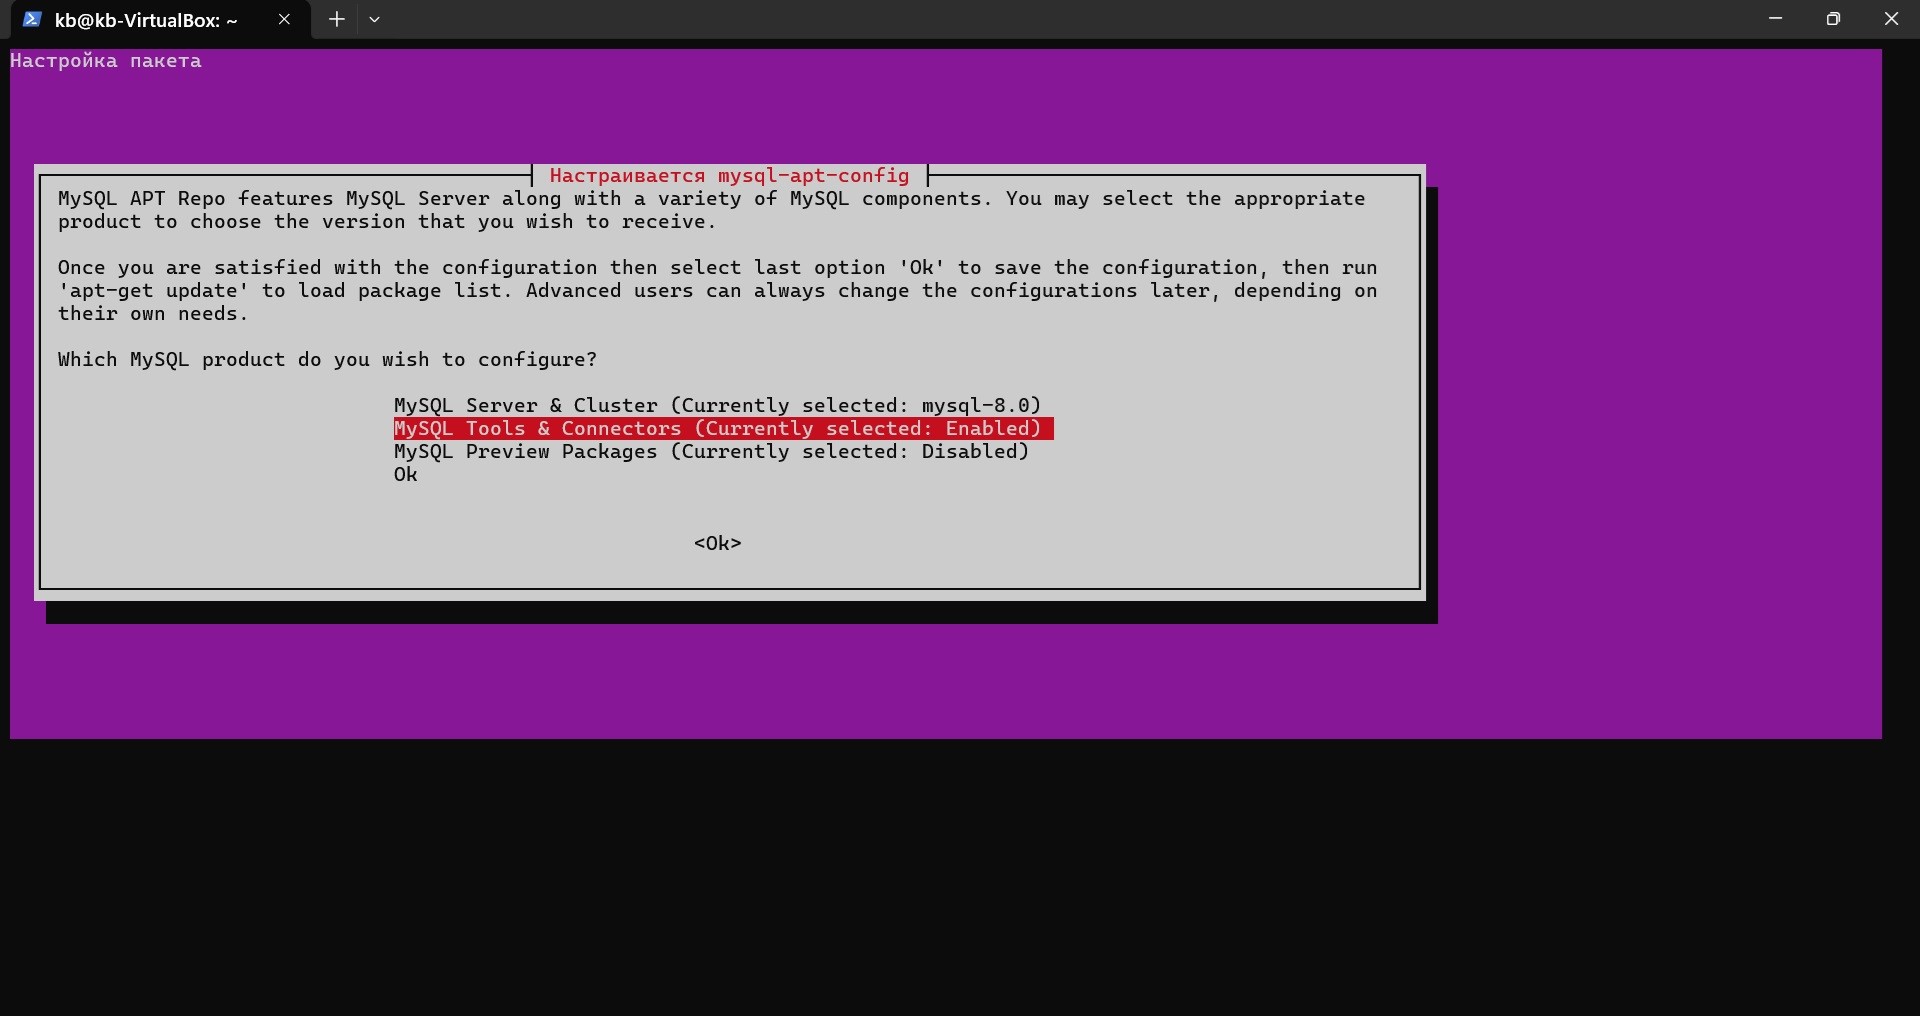 kb@kb-VirtualBox: ~
Настройка пакета
Настраивается mysql-apt-config
MySQL APT Repo features MySQL Server along with a variety of MySQL components. You may select the appropriate
product to choose the version that you wish to receive.
Once you are satisfied with the configuration then select last option 'Ok' to save the configuration, then run
'apt-get update' to load package list. Advanced users can always change the configurations later, depending on
their own needs.
Which MySQL product do you wish to configure?
MySQL Server & Cluster (Currently selected: mysql-8.0)
MySQL Tools & Connectors (Currently selected: Enabled)
MySQL Preview Packages (Currently selected: Disabled)
Ok
<Ok>